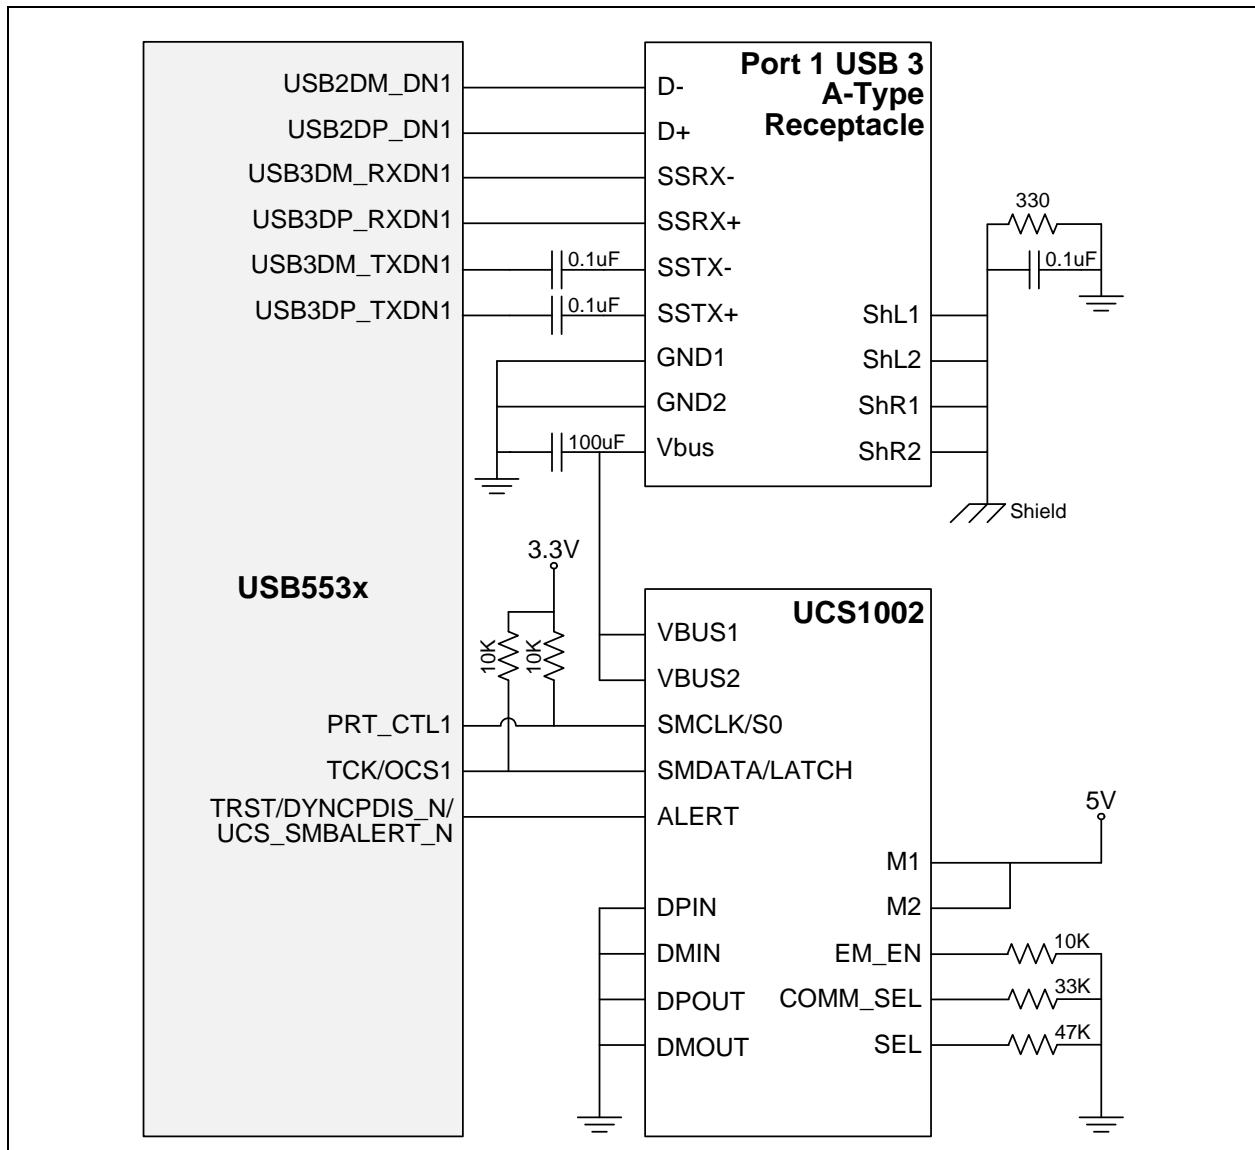 USB2DM_DN1
USB2DP_DN1
USB3DM_RXDN1
USB3DP_RXDN1
USB3DM_TXDN1
USB3DP_TXDN1
USB553x
PRT_CTL1
TCK/OCS1
TRST/DYNCPDIS_N/
UCS_SMBALERT_N
0.1uF
0.1uF
100uF
3.3V
10K
10K
Port 1 USB 3
A-Type
Receptacle
D-
D+
SSRX-
SSRX+
SSTX-
SSTX+
GND1
GND2
Vbus
ShL1
ShL2
ShR1
ShR2
330
0.1uF
Shield
UCS1002
VBUS1
VBUS2
SMCLK/S0
SMDATA/LATCH
ALERT
DPIN
DMIN
DPOUT
DMOUT
M1
M2
EM_EN
COMM_SEL
SEL
5V
10K
33K
47K